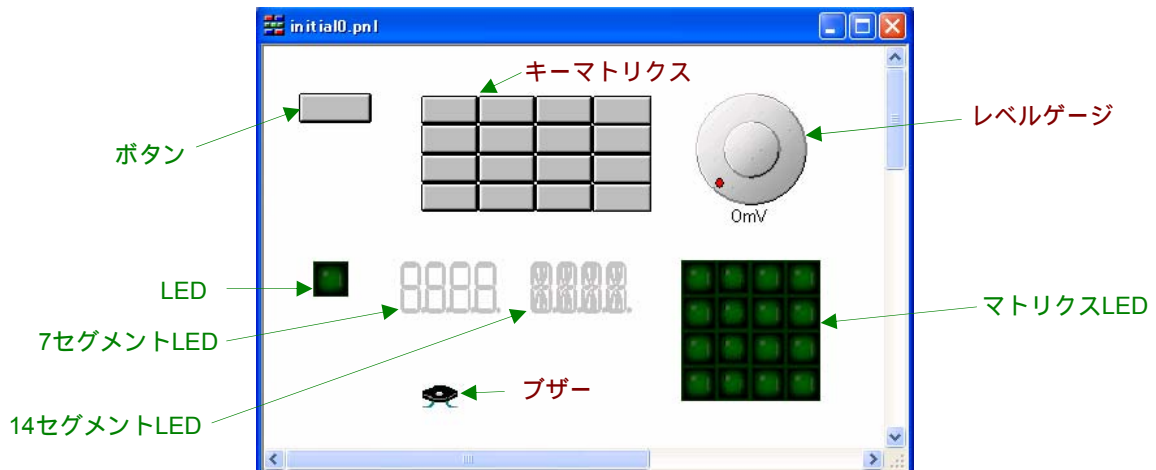 initial0.pnl
キーマトリクス
レベルゲージ
ボタン
0mV
LED
マトリクスLED
7セグメントLED
ブザー
14セグメントLED